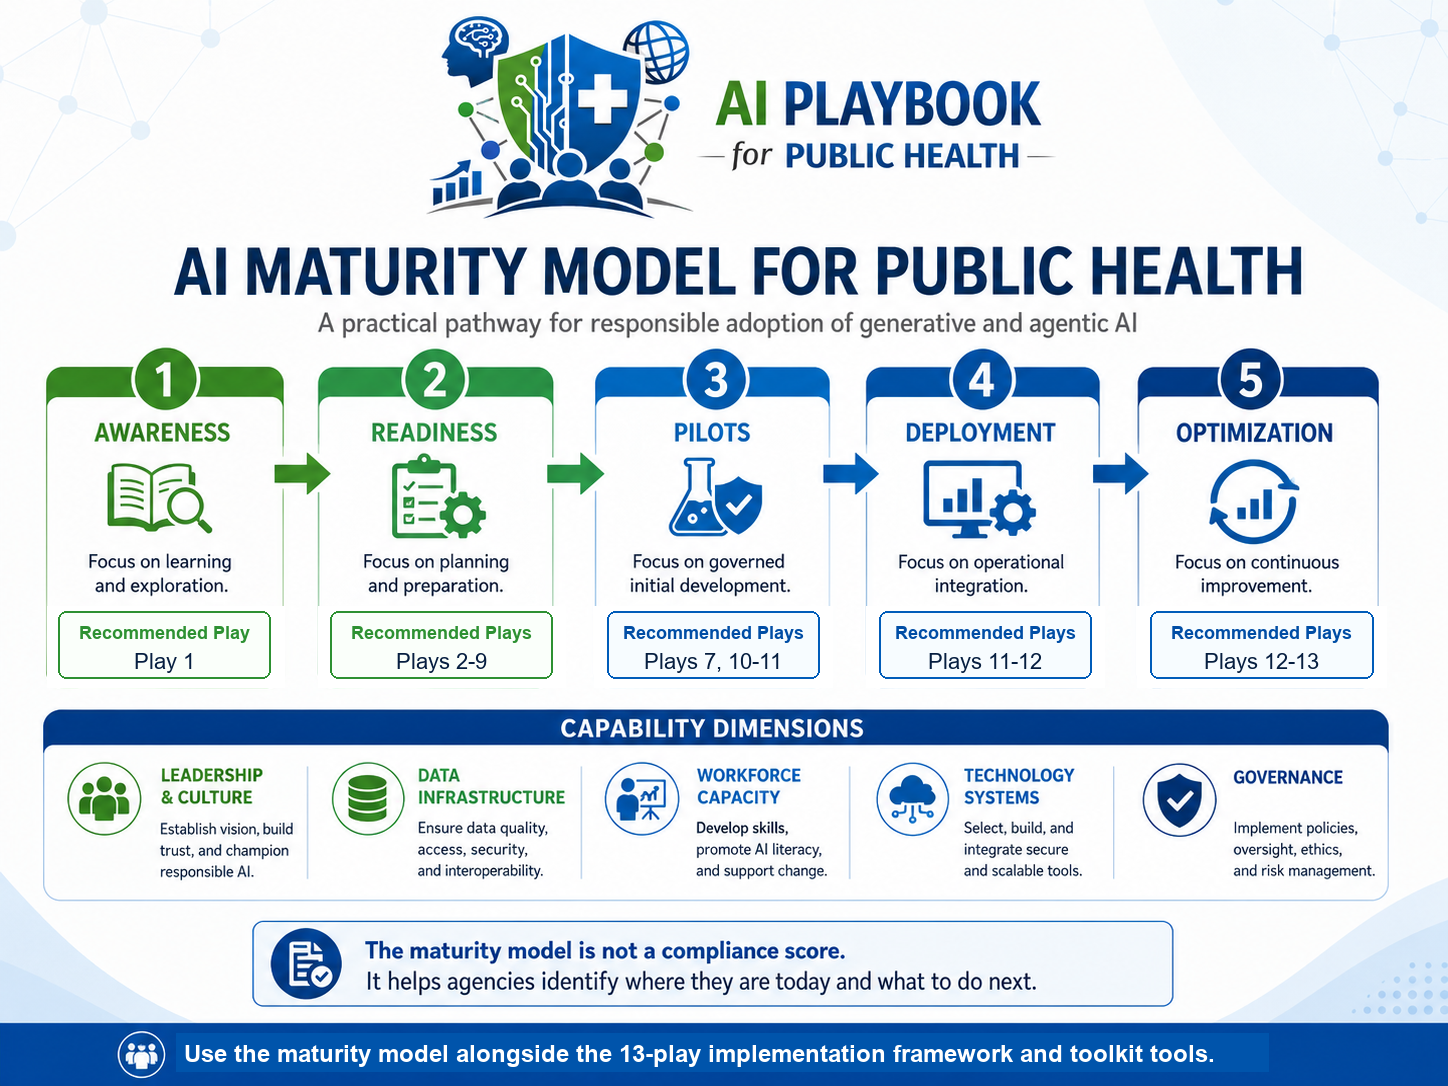 AI PLAYBOOK
for PUBLIC HEALTH
AI MATURITY MODEL FOR PUBLIC HEALTH
A practical pathway for responsible adoption of generative and agentic AI
1
AWARENESS
Focus on learning
and exploration.
Recommended Play
Play 1
2
READINESS
Focus on planning
and preparation.
Recommended Plays
Plays 2-9
3
PILOTS
Focus on governed
initial development.
Recommended Plays
Plays 7, 10-11
4
DEPLOYMENT
Focus on operational
integration.
Recommended Plays
Plays 11-12
5
OPTIMIZATION
Focus on continuous
improvement.
Recommended Plays
Plays 12-13
CAPABILITY DIMENSIONS
LEADERSHIP
& CULTURE
Establish vision, build
trust, and champion
responsible AI.
DATA
INFRASTRUCTURE
Ensure data quality,
access, security,
and interoperability.
WORKFORCE
CAPACITY
Develop skills,
promote AI literacy,
and support change.
TECHNOLOGY
SYSTEMS
Select, build, and
integrate secure
and scalable tools.
GOVERNANCE
Implement policies,
oversight, ethics,
and risk management.
The maturity model is not a compliance score.
It helps agencies identify where they are today and what to do next.
Use the maturity model alongside the 13-play implementation framework and toolkit tools.